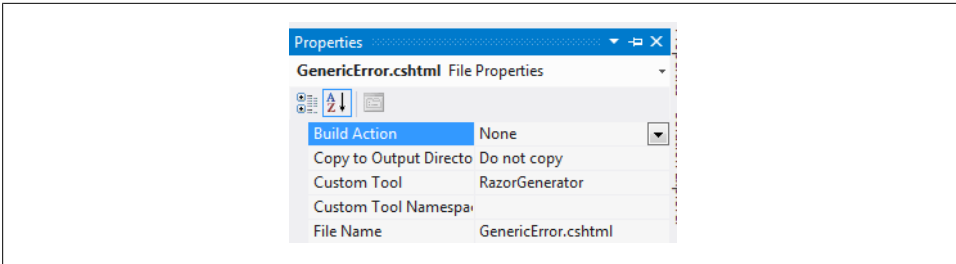 Properties
GenericError.cshtml File Properties
Build Action None
Copy to Output Directo Do not copy
Custom Tool RazorGenerator
Custom Tool Namespa
File Name GenericError.cshtml